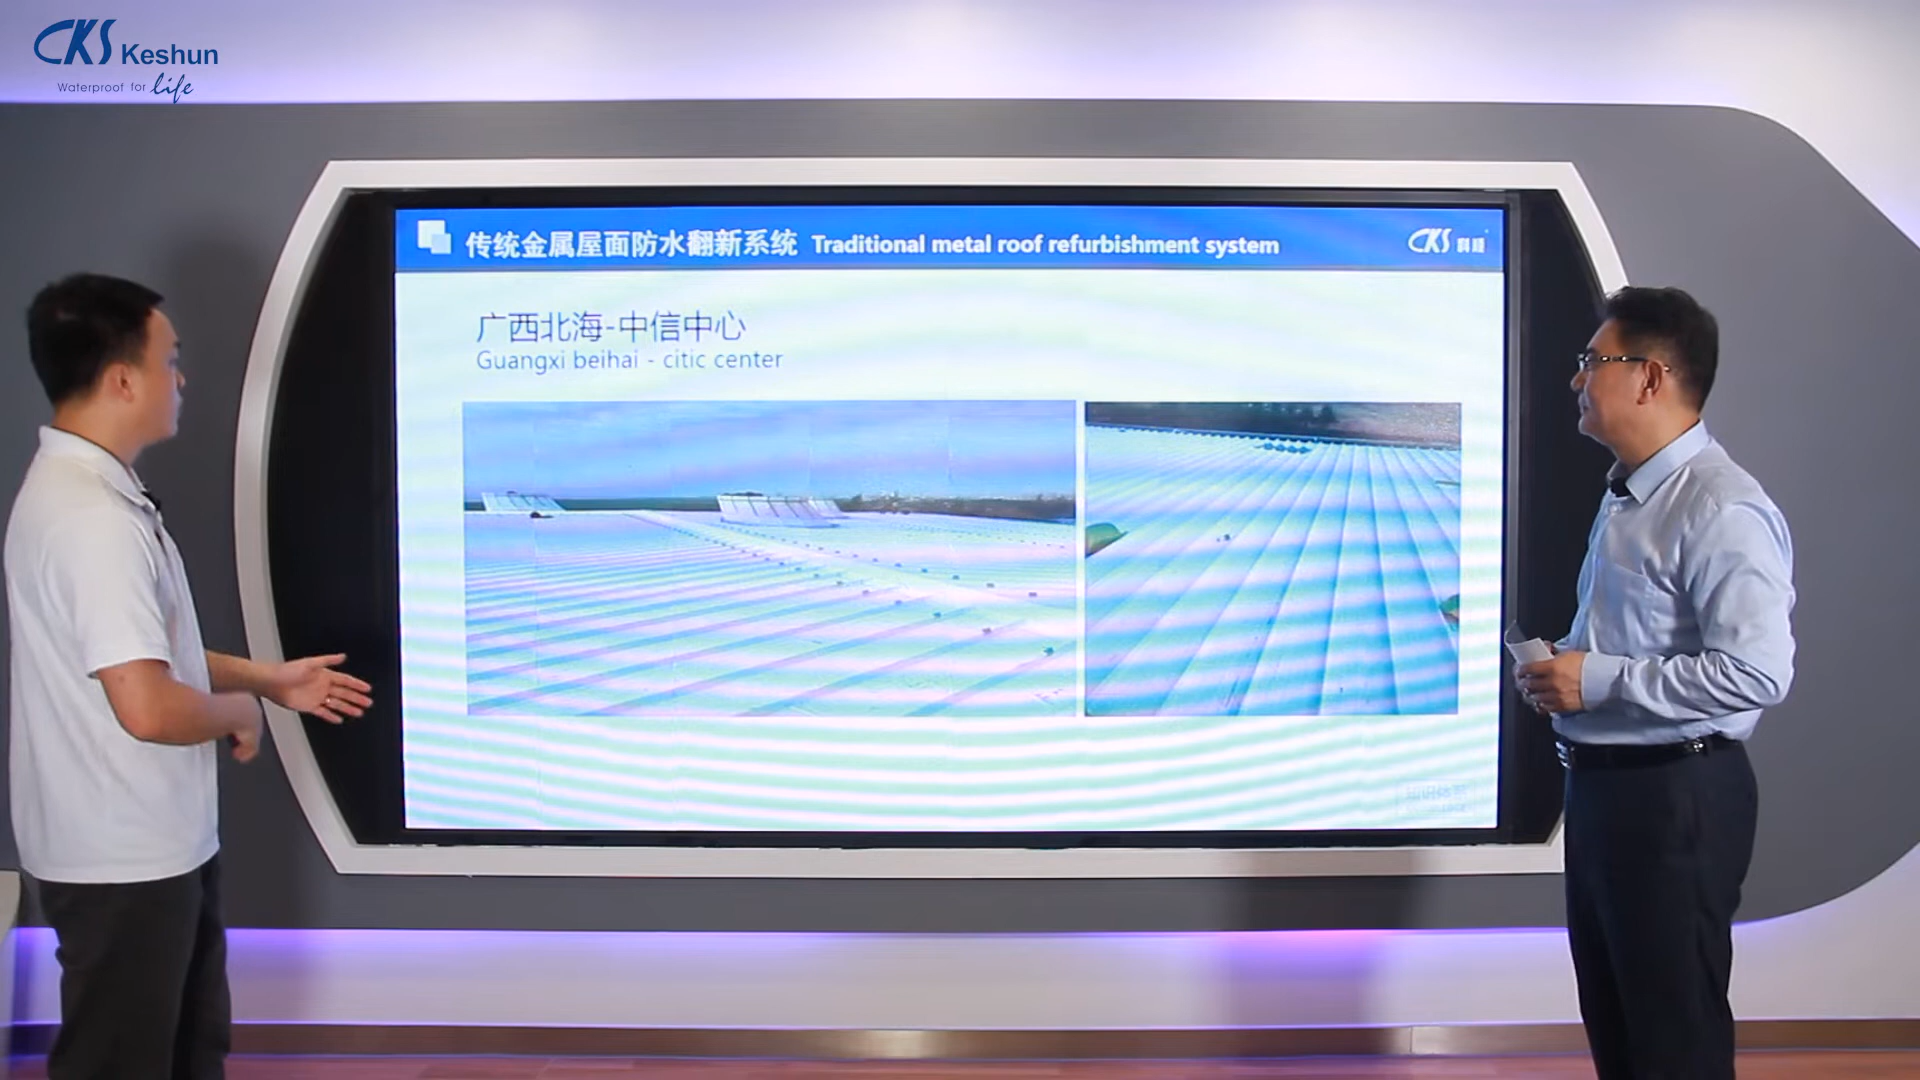 CKS Keshun
Waterproof for life
传统金属屋面防水翻新系统 Traditional metal roof refurbishment system
CKS 科顺
广西北海-中信中心
Guangxi beihai - citic center